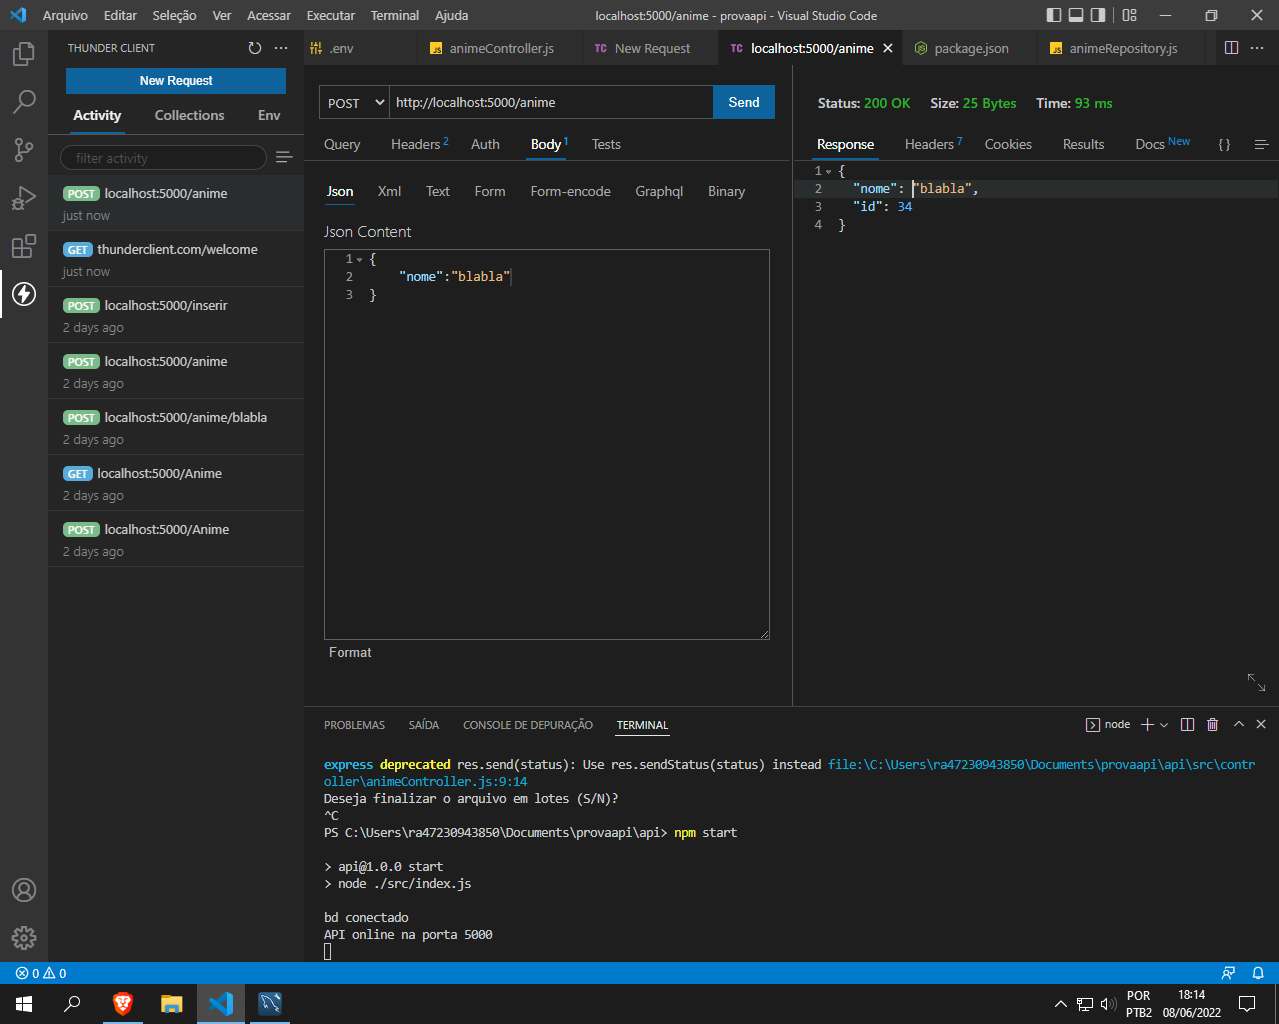 Arquivo Editar Seleção Ver Acessar Executar Terminal Ajuda localhost:5000/anime - provaapi - Visual Studio Code
THUNDER CLIENT
New Request
Activity Collections Env
filter activity
POST localhost:5000/anime
just now
GET thunderclient.com/welcome
just now
POST localhost:5000/inserir
2 days ago
POST localhost:5000/anime
2 days ago
POST localhost:5000/anime/blabla
2 days ago
GET localhost:5000/Anime
2 days ago
POST localhost:5000/Anime
2 days ago
.env JS animeController.js TC New Request TC localhost:5000/anime package.json JS animeRepository.js
POST http://localhost:5000/anime Send
Query Headers 2 Auth Body 1 Tests
Json Xml Text Form Form-encode Graphql Binary
Json Content
1 {
2 "nome":"blabla"
3 }
Format
Status: 200 OK Size: 25 Bytes Time: 93 ms
Response Headers 7 Cookies Results Docs New { }
1 {
2 "nome": "blabla",
3 "id": 34
4 }
PROBLEMAS SAÍDA CONSOLE DE DEPURAÇÃO TERMINAL node
express deprecated res.send(status): Use res.sendStatus(status) instead file:\C:\Users\ra47230943850\Documents\provaapi\api\src\contr
oller\animeController.js:9:14
Deseja finalizar o arquivo em lotes (S/N)?
^C
PS C:\Users\ra47230943850\Documents\provaapi\api> npm start
> api@1.0.0 start
> node ./src/index.js
bd conectado
API online na porta 5000
0 0
POR 18:14
PTB2 08/06/2022